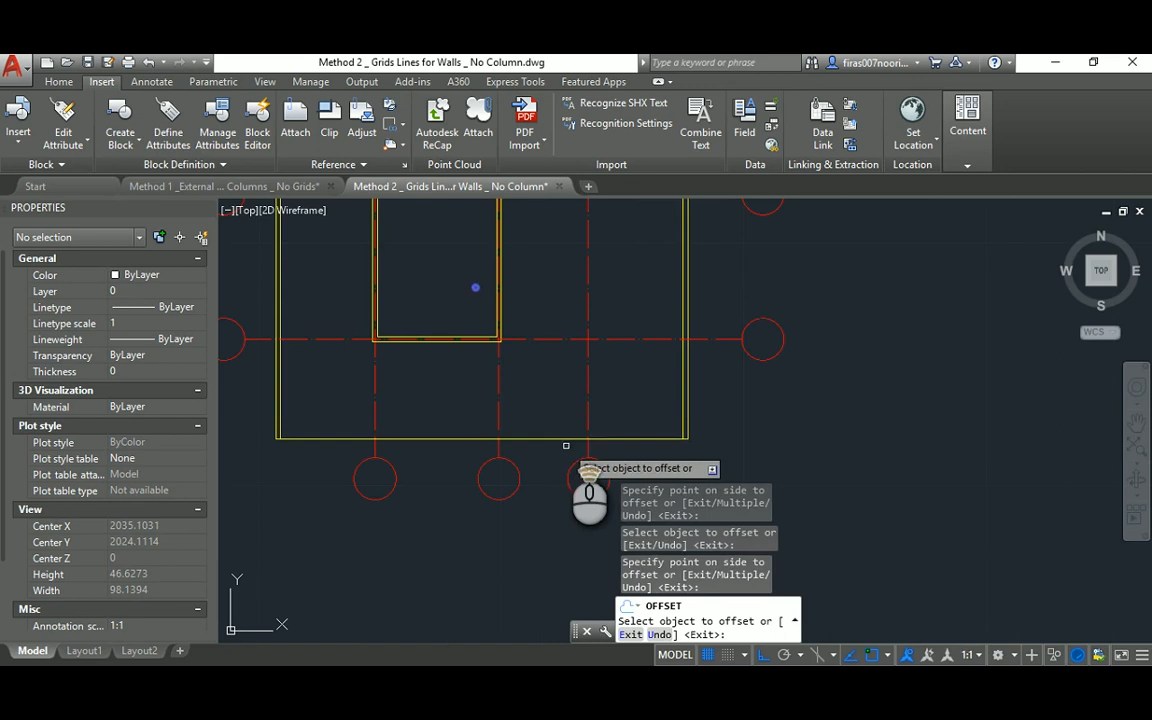 Method 2 _ Grids Lines for Walls _ No Column.dwg
Type a keyword or phrase
firas007noori...
Home Insert Annotate Parametric View Manage Output Add-ins A360 Express Tools Featured Apps
Insert
Edit
Attribute
Create
Block
Define
Attributes
Manage
Attributes
Block
Editor
Attach
Clip
Adjust
Autodesk
ReCap
Attach
PDF
Import
Recognize SHX Text
Recognition Settings
Combine
Text
Field
Data
Link
Set
Location
Content
Block
Block Definition
Reference
Point Cloud
Import
Data
Linking & Extraction
Location
Start
Method 1 _External ... Columns _ No Grids*
Method 2 _ Grids Lin...r Walls _ No Column*
PROPERTIES
[−][Top][2D Wireframe]
No selection
General
Color ByLayer
Layer 0
Linetype ByLayer
Linetype scale 1
Lineweight ByLayer
Transparency ByLayer
Thickness 0
3D Visualization
Material ByLayer
Plot style
Plot style ByColor
Plot style table None
Plot table atta... Model
Plot table type Not available
View
Center X 2035.1031
Center Y 2024.1114
Center Z 0
Height 46.6273
Width 98.1394
Misc
Annotation sc... 1:1
N
W TOP E
S
WCS
Select object to offset or
Specify point on side to
offset or [Exit/Multiple/
Undo] <Exit>:
Select object to offset or
[Exit/Undo] <Exit>:
Specify point on side to
offset or [Exit/Multiple/
Undo] <Exit>:
OFFSET
Select object to offset or [
Exit Undo] <Exit>:
Y
X
Model Layout1 Layout2
MODEL
1:1